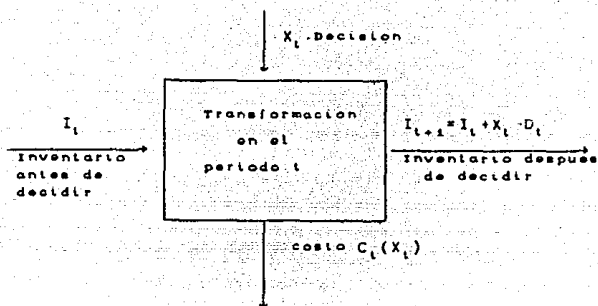 X_t -Decision
Transformacion
en el
periodo t
I_t
Inventario
antes de
decidir
I_{t+1} = I_t + X_t - D_t
Inventario despues
de decidir
costo C_t(X_t)